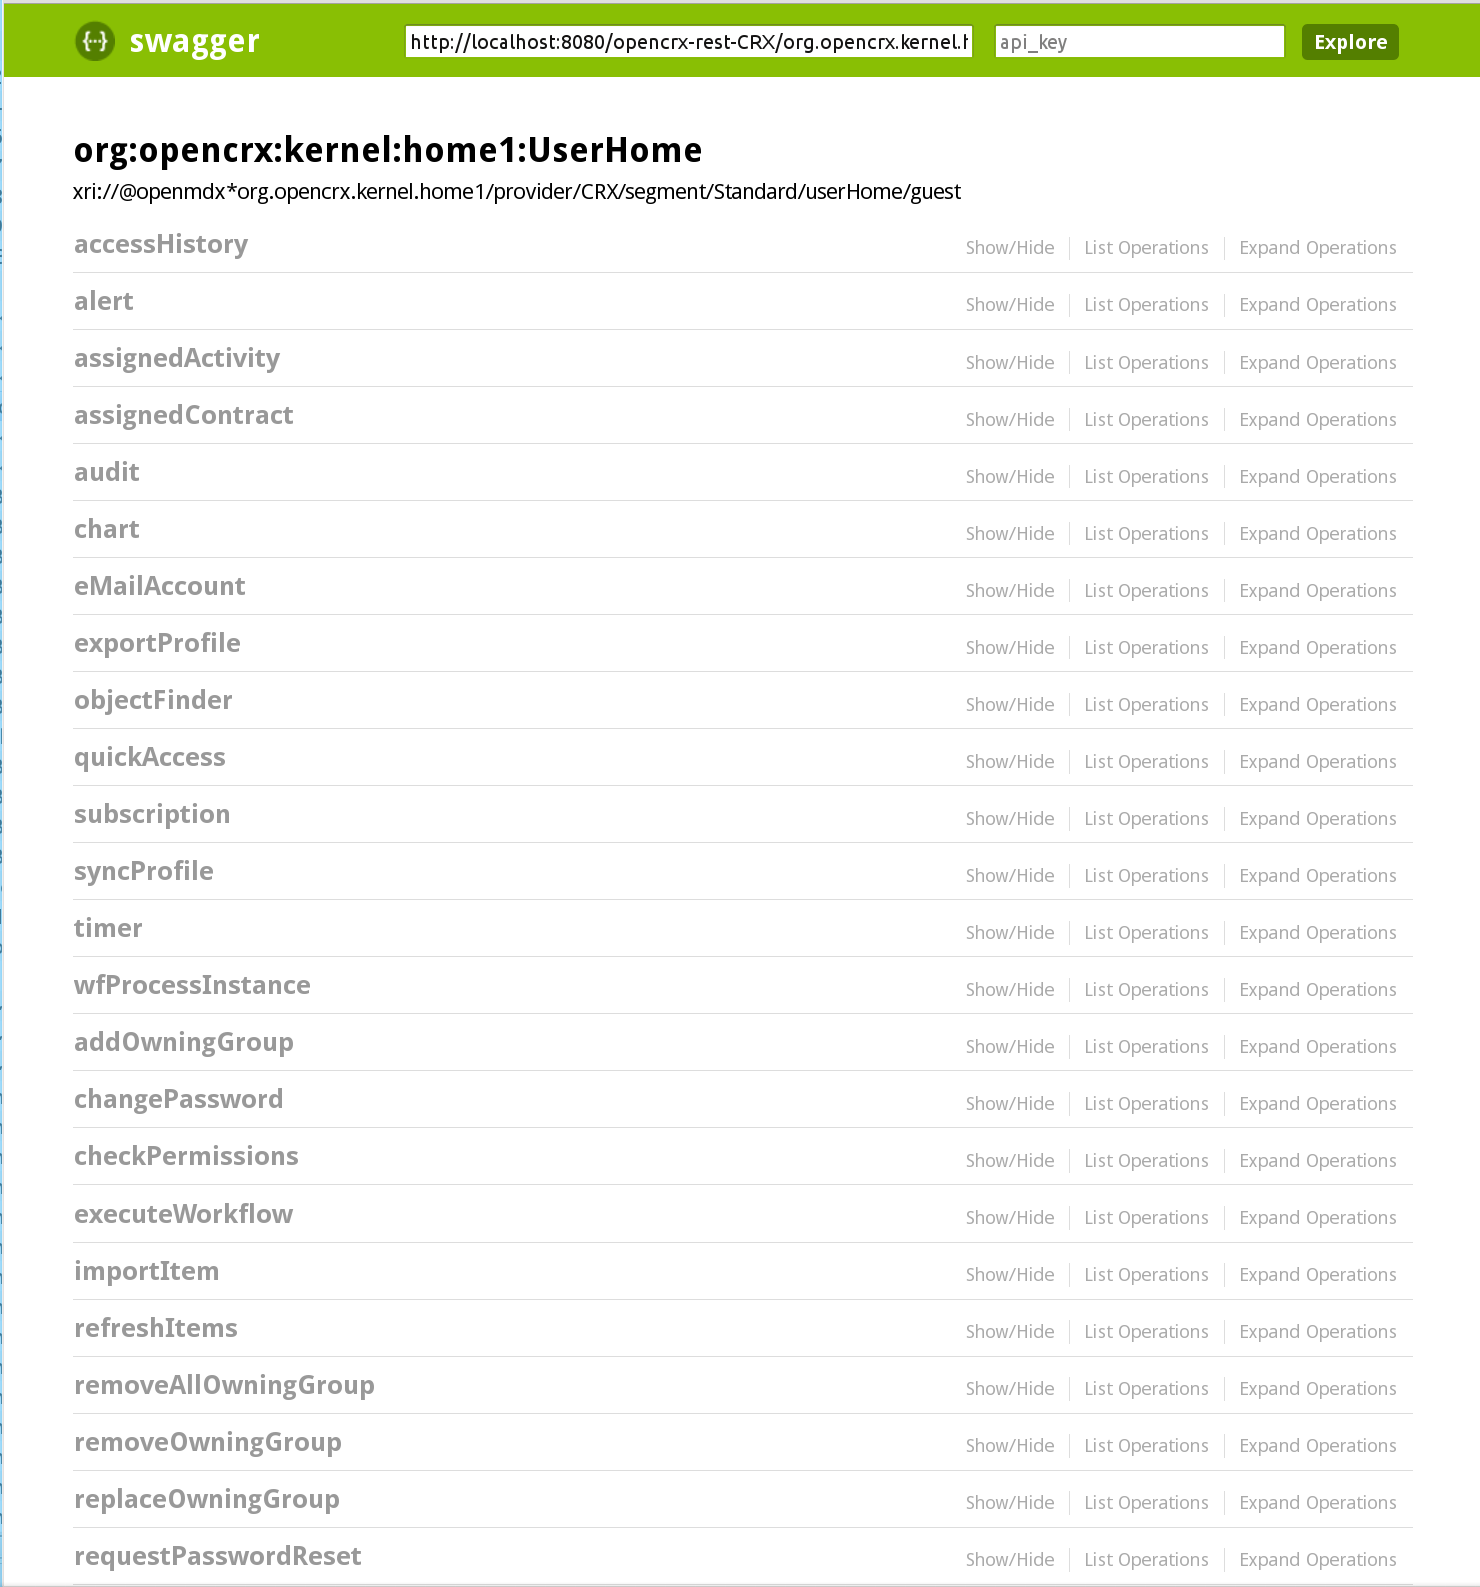 swagger http://localhost:8080/opencrx-rest-CRX/org.opencrx.kernel.h api_key Explore
org:opencrx:kernel:home1:UserHome
xri://@openmdx*org.opencrx.kernel.home1/provider/CRX/segment/Standard/userHome/guest
accessHistory Show/Hide List Operations Expand Operations
alert Show/Hide List Operations Expand Operations
assignedActivity Show/Hide List Operations Expand Operations
assignedContract Show/Hide List Operations Expand Operations
audit Show/Hide List Operations Expand Operations
chart Show/Hide List Operations Expand Operations
eMailAccount Show/Hide List Operations Expand Operations
exportProfile Show/Hide List Operations Expand Operations
objectFinder Show/Hide List Operations Expand Operations
quickAccess Show/Hide List Operations Expand Operations
subscription Show/Hide List Operations Expand Operations
syncProfile Show/Hide List Operations Expand Operations
timer Show/Hide List Operations Expand Operations
wfProcessInstance Show/Hide List Operations Expand Operations
addOwningGroup Show/Hide List Operations Expand Operations
changePassword Show/Hide List Operations Expand Operations
checkPermissions Show/Hide List Operations Expand Operations
executeWorkflow Show/Hide List Operations Expand Operations
importItem Show/Hide List Operations Expand Operations
refreshItems Show/Hide List Operations Expand Operations
removeAllOwningGroup Show/Hide List Operations Expand Operations
removeOwningGroup Show/Hide List Operations Expand Operations
replaceOwningGroup Show/Hide List Operations Expand Operations
requestPasswordReset Show/Hide List Operations Expand Operations